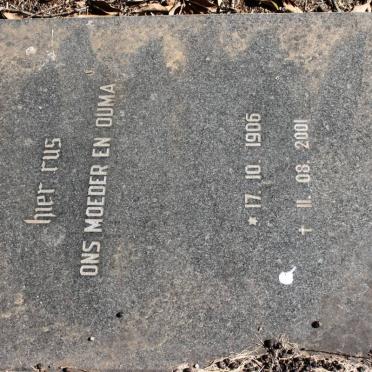 hier rus
ONS MOEDER EN OUMA
* 17. 10. 1906
† 11. 08. 2001